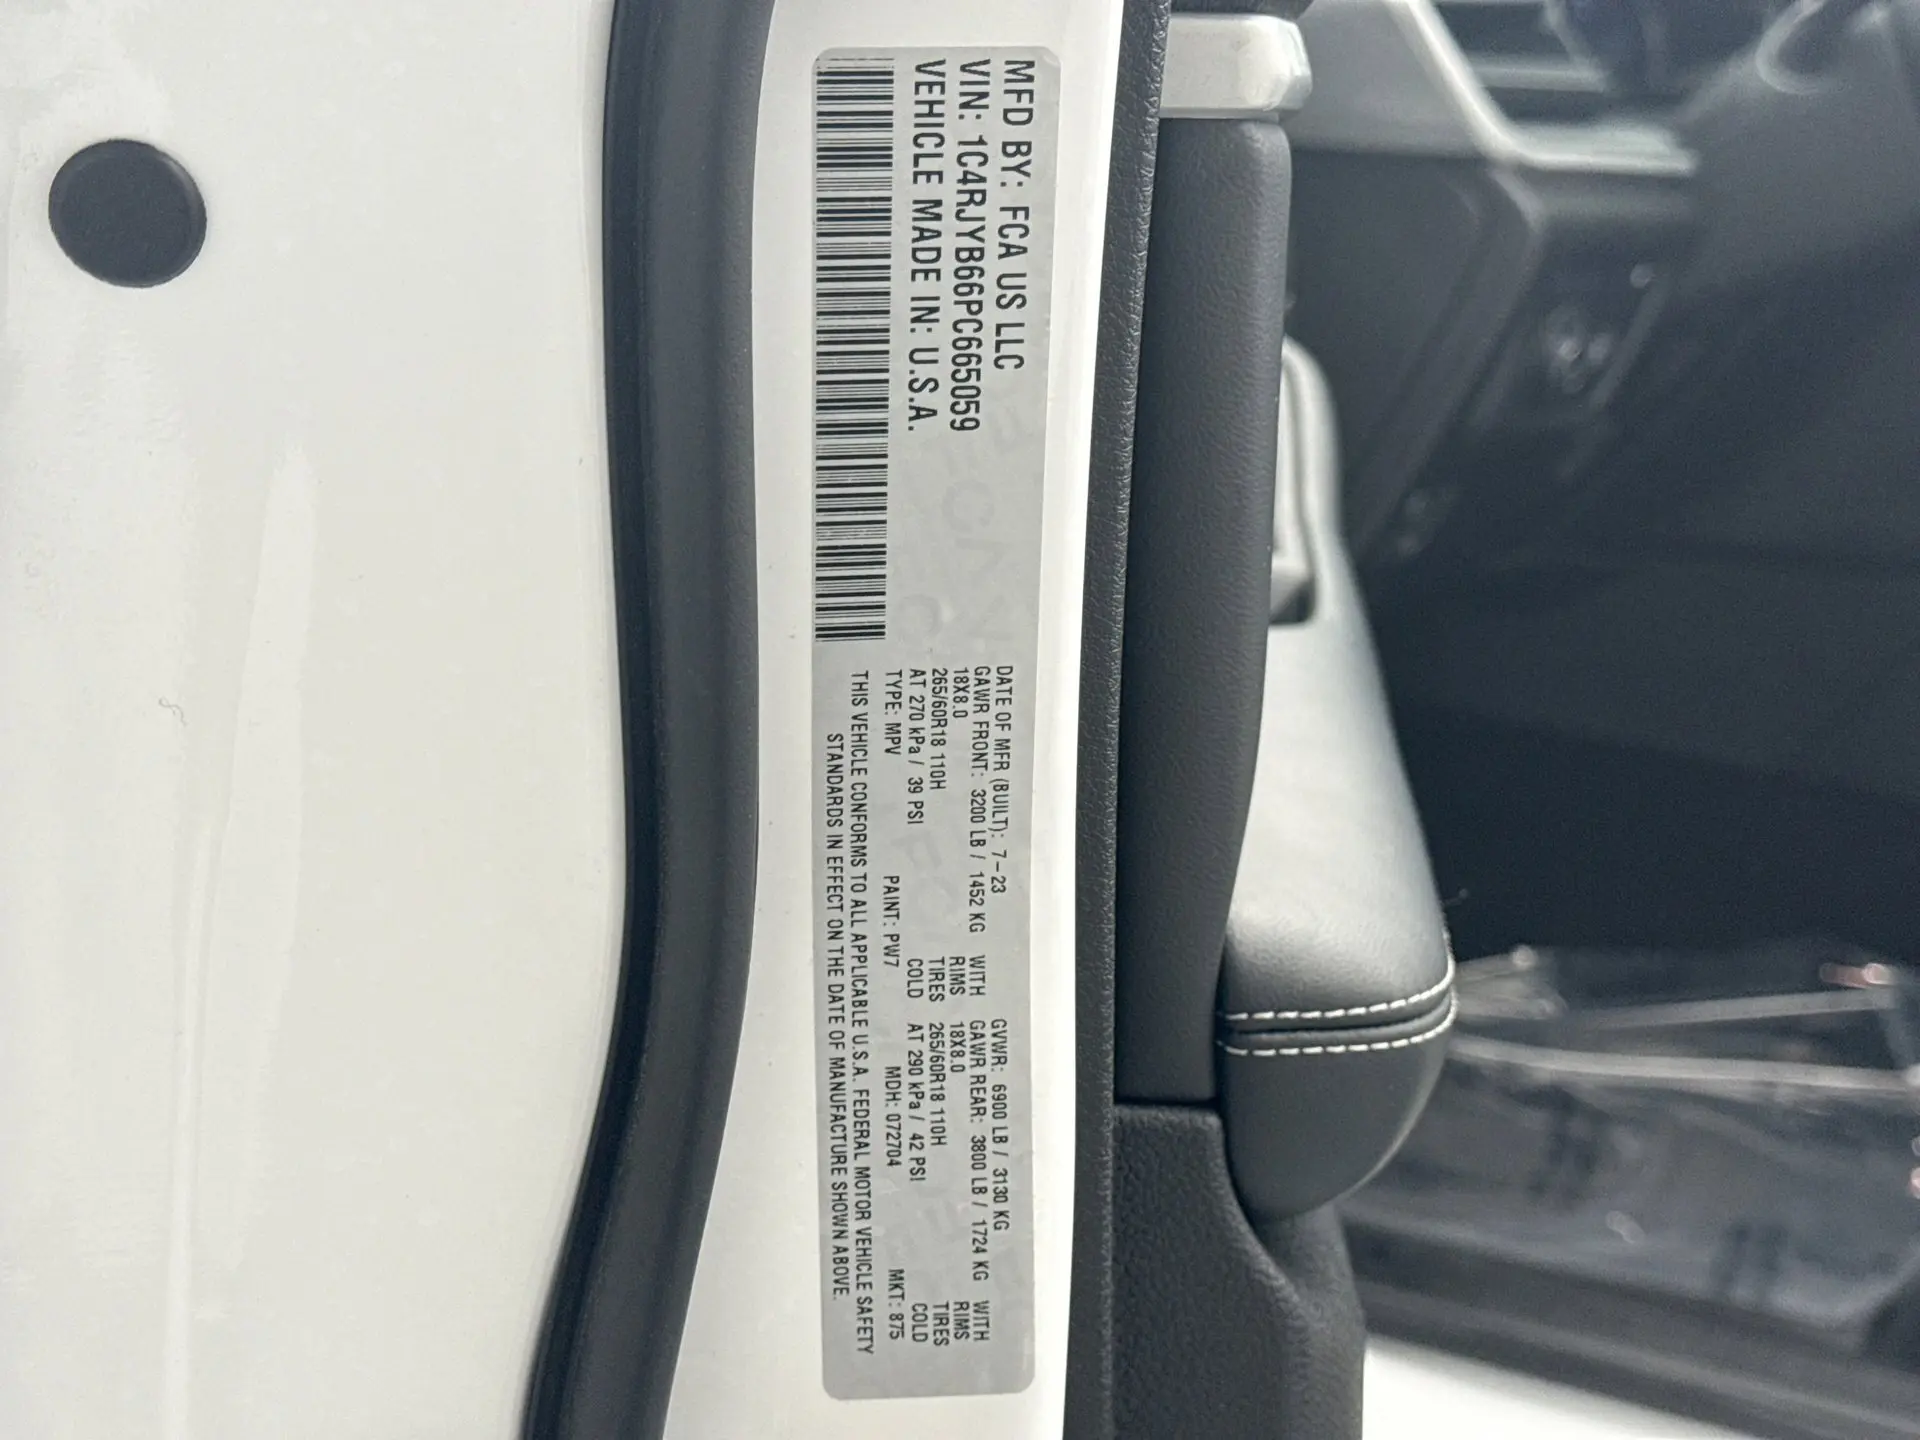 MFD BY: FCA US LLC
VIN: 1C4RJYB66PC665059
VEHICLE MADE IN: U.S.A.
DATE OF MFR (BUILT): 7-23 GVWR: 6900 LB / 3130 KG
GAWR FRONT: 3200 LB / 1452 KG WITH GAWR REAR: 3800 LB / 1724 KG WITH
18X8.0 RIMS 18X8.0 RIMS
265/60R18 110H TIRES 265/60R18 110H TIRES
AT 270 kPa / 39 PSI COLD AT 290 kPa / 42 PSI COLD
TYPE: MPV PAINT: PW7 MDH: 072704 MKT: 875
THIS VEHICLE CONFORMS TO ALL APPLICABLE U.S.A. FEDERAL MOTOR VEHICLE SAFETY
STANDARDS IN EFFECT ON THE DATE OF MANUFACTURE SHOWN ABOVE.